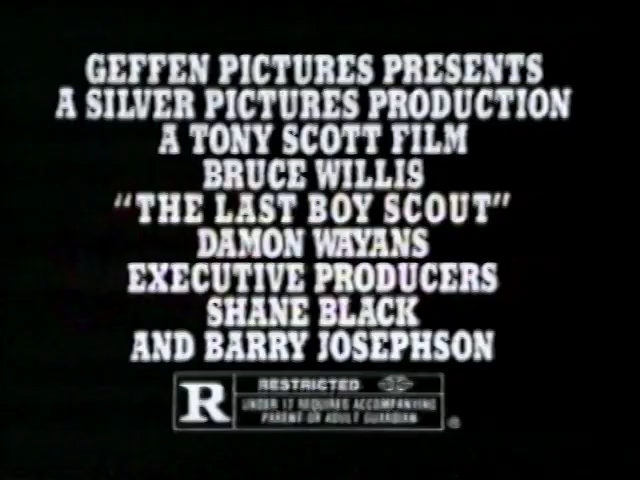 GEFFEN PICTURES PRESENTS
A SILVER PICTURES PRODUCTION
A TONY SCOTT FILM
BRUCE WILLIS
"THE LAST BOY SCOUT"
DAMON WAYANS
EXECUTIVE PRODUCERS
SHANE BLACK
AND BARRY JOSEPHSON
R RESTRICTED
UNDER 17 REQUIRES ACCOMPANYING
PARENT OR ADULT GUARDIAN